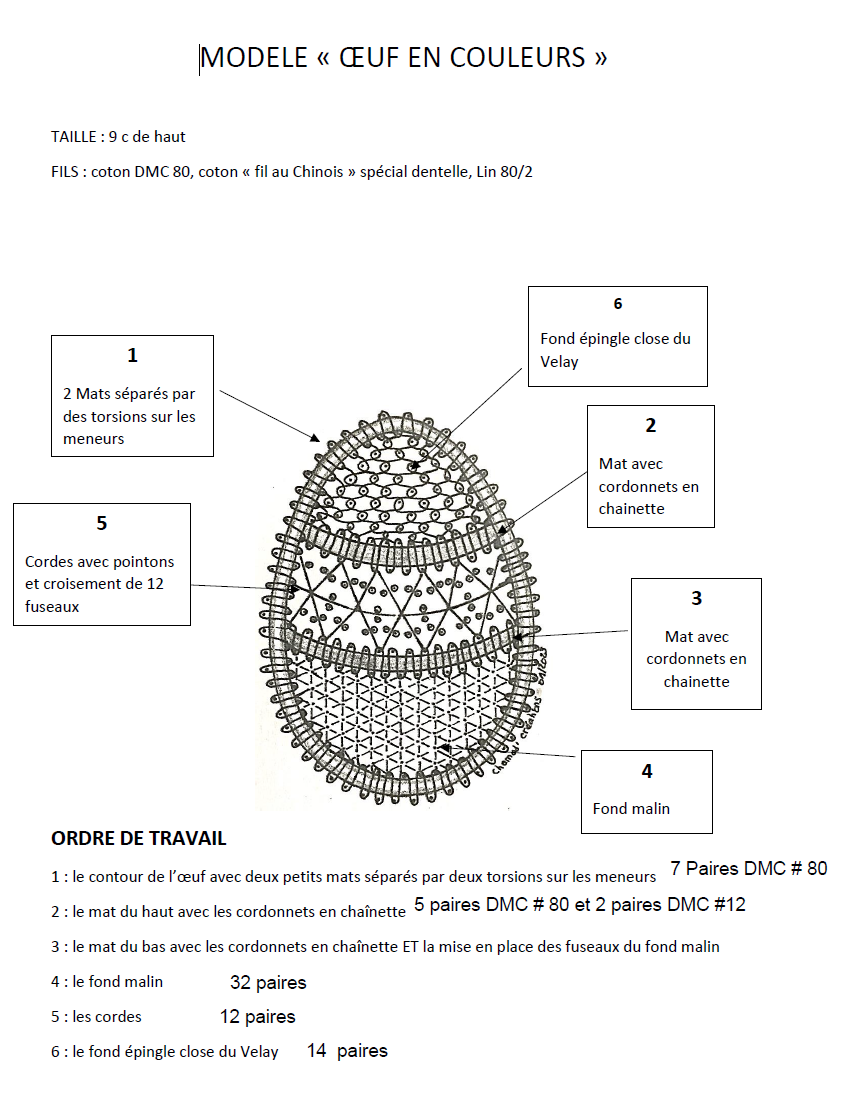 MODELE « ŒUF EN COULEURS »
TAILLE : 9 c de haut
FILS : coton DMC 80, coton « fil au Chinois » spécial dentelle, Lin 80/2
6
Fond épingle close du
Velay
1
2 Mats séparés par
des torsions sur les
meneurs
2
Mat avec
cordonnets en
chainette
5
Cordes avec pointons
et croisement de 12
fuseaux
3
Mat avec
cordonnets en
chainette
4
Fond malin
ORDRE DE TRAVAIL
1 : le contour de l’œuf avec deux petits mats séparés par deux torsions sur les meneurs 7 Paires DMC # 80
2 : le mat du haut avec les cordonnets en chaînette 5 paires DMC # 80 et 2 paires DMC #12
3 : le mat du bas avec les cordonnets en chaînette ET la mise en place des fuseaux du fond malin
4 : le fond malin 32 paires
5 : les cordes 12 paires
6 : le fond épingle close du Velay 14 paires